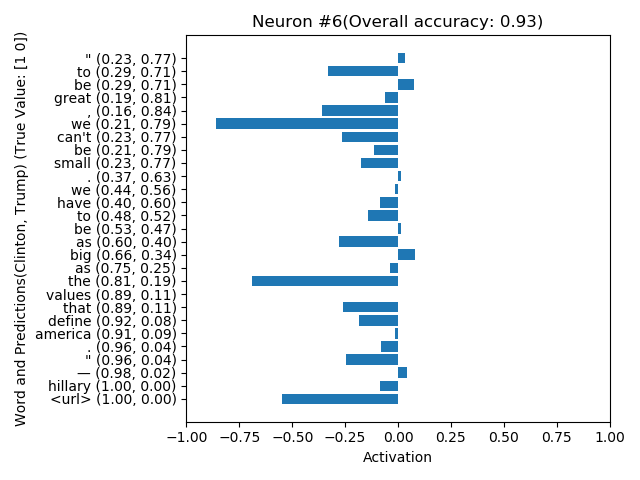 Neuron #6(Overall accuracy: 0.93)
Word and Predictions(Clinton, Trump) (True Value: [1 0])
" (0.23, 0.77)
to (0.29, 0.71)
be (0.29, 0.71)
great (0.19, 0.81)
, (0.16, 0.84)
we (0.21, 0.79)
can't (0.23, 0.77)
be (0.21, 0.79)
small (0.23, 0.77)
. (0.37, 0.63)
we (0.44, 0.56)
have (0.40, 0.60)
to (0.48, 0.52)
be (0.53, 0.47)
as (0.60, 0.40)
big (0.66, 0.34)
as (0.75, 0.25)
the (0.81, 0.19)
values (0.89, 0.11)
that (0.89, 0.11)
define (0.92, 0.08)
america (0.91, 0.09)
. (0.96, 0.04)
" (0.96, 0.04)
— (0.98, 0.02)
hillary (1.00, 0.00)
<url> (1.00, 0.00)
−1.00 −0.75 −0.50 −0.25 0.00 0.25 0.50 0.75 1.00
Activation